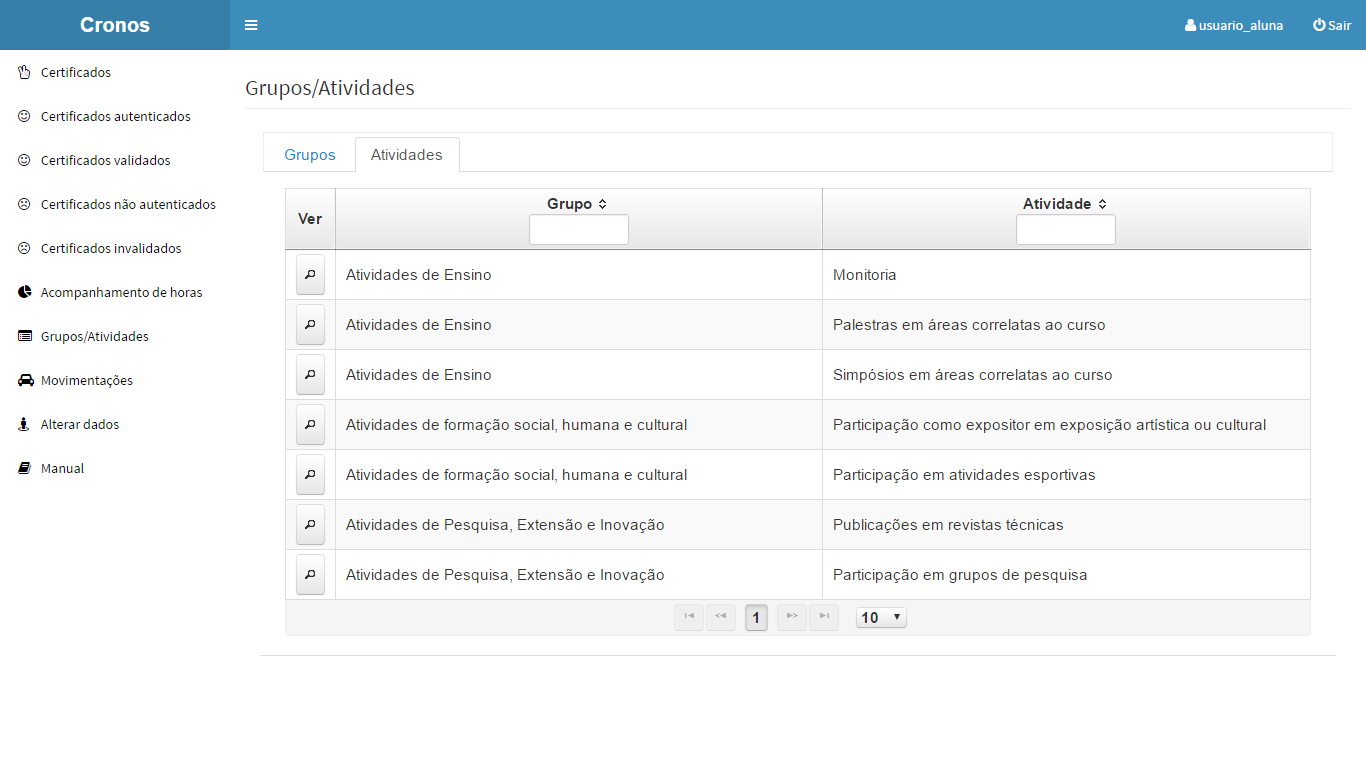 Cronos
usuario_aluna
Sair
Certificados
Certificados autenticados
Certificados validados
Certificados não autenticados
Certificados invalidados
Acompanhamento de horas
Grupos/Atividades
Movimentações
Alterar dados
Manual
Grupos/Atividades
Grupos
Atividades
Ver
Grupo
Atividade
Atividades de Ensino
Monitoria
Atividades de Ensino
Palestras em áreas correlatas ao curso
Atividades de Ensino
Simpósios em áreas correlatas ao curso
Atividades de formação social, humana e cultural
Participação como expositor em exposição artística ou cultural
Atividades de formação social, humana e cultural
Participação em atividades esportivas
Atividades de Pesquisa, Extensão e Inovação
Publicações em revistas técnicas
Atividades de Pesquisa, Extensão e Inovação
Participação em grupos de pesquisa
1
10